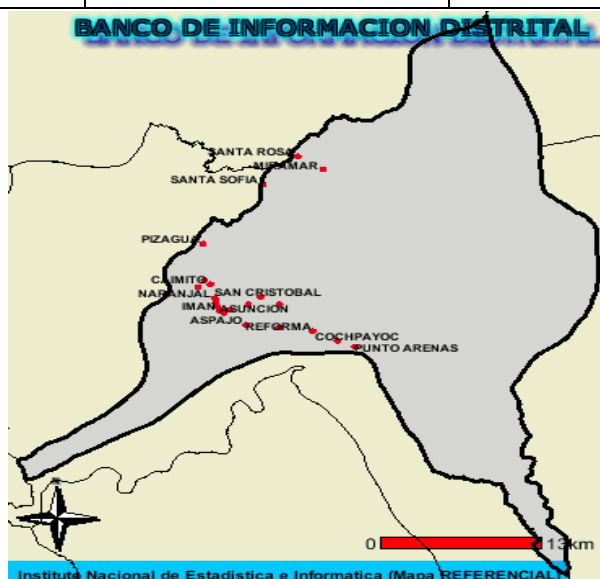 BANCO DE INFORMACION DISTRITAL
SANTA ROSA
MIRAMAR
SANTA SOFIA
PIZAGUA
CAIMITO
NARANJAL
SAN CRISTOBAL
IMAN
ASUNCION
ASPAJO
REFORMA
COCHPAYOC
PUNTO ARENAS
0 13km
Instituto Nacional de Estadistica e Informatica (Mapa REFERENCIAL)